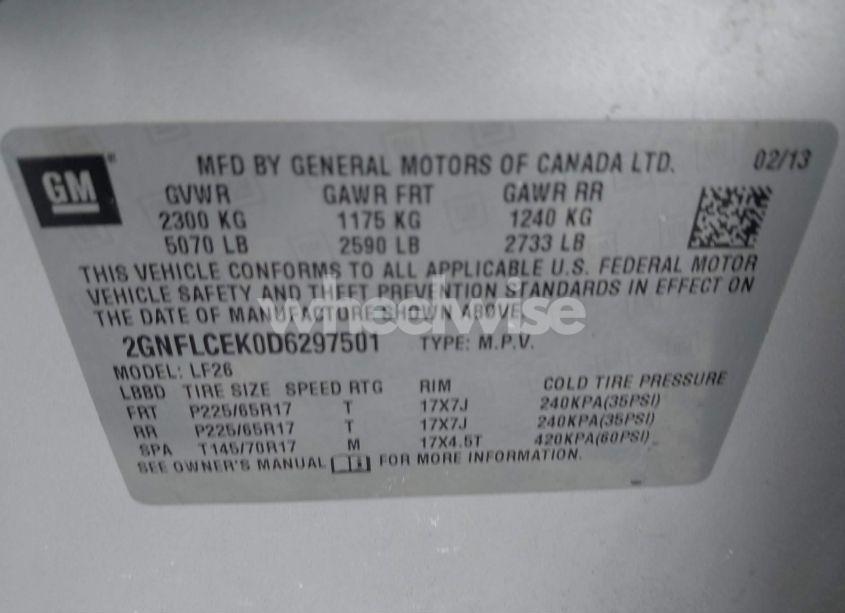 GM
MFD BY GENERAL MOTORS OF CANADA LTD. 02/13
GVWR GAWR FRT GAWR RR
2300 KG 1175 KG 1240 KG
5070 LB 2590 LB 2733 LB
THIS VEHICLE CONFORMS TO ALL APPLICABLE U.S. FEDERAL MOTOR
VEHICLE SAFETY AND THEFT PREVENTION STANDARDS IN EFFECT ON
THE DATE OF MANUFACTURE SHOWN ABOVE.
wheelwise
2GNFLCEK0D6297501 TYPE: M.P.V.
MODEL: LF26
LBBD TIRE SIZE SPEED RTG RIM COLD TIRE PRESSURE
FRT P225/65R17 T 17X7J 240KPA(35PSI)
RR P225/65R17 T 17X7J 240KPA(35PSI)
SPA T145/70R17 M 17X4.5T 420KPA(60PSI)
SEE OWNER'S MANUAL FOR MORE INFORMATION.